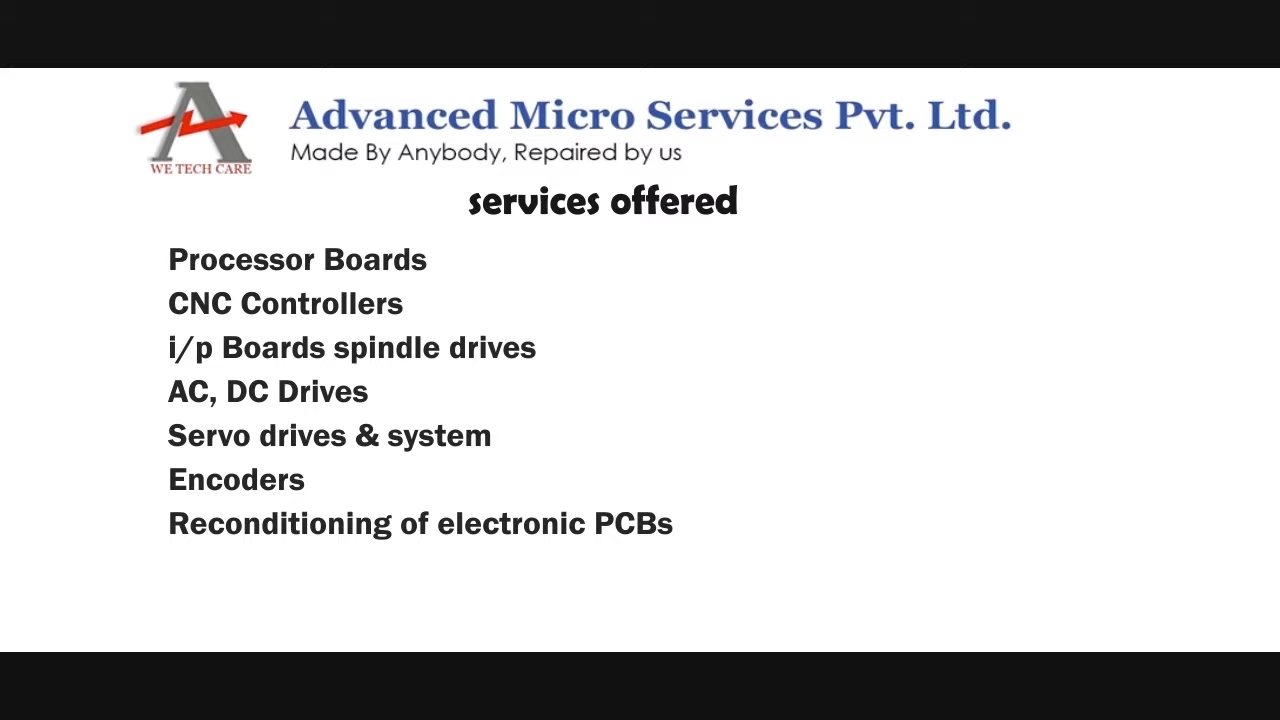 Advanced Micro Services Pvt. Ltd.
Made By Anybody, Repaired by us
WE TECH CARE
services offered
Processor Boards
CNC Controllers
i/p Boards spindle drives
AC, DC Drives
Servo drives & system
Encoders
Reconditioning of electronic PCBs